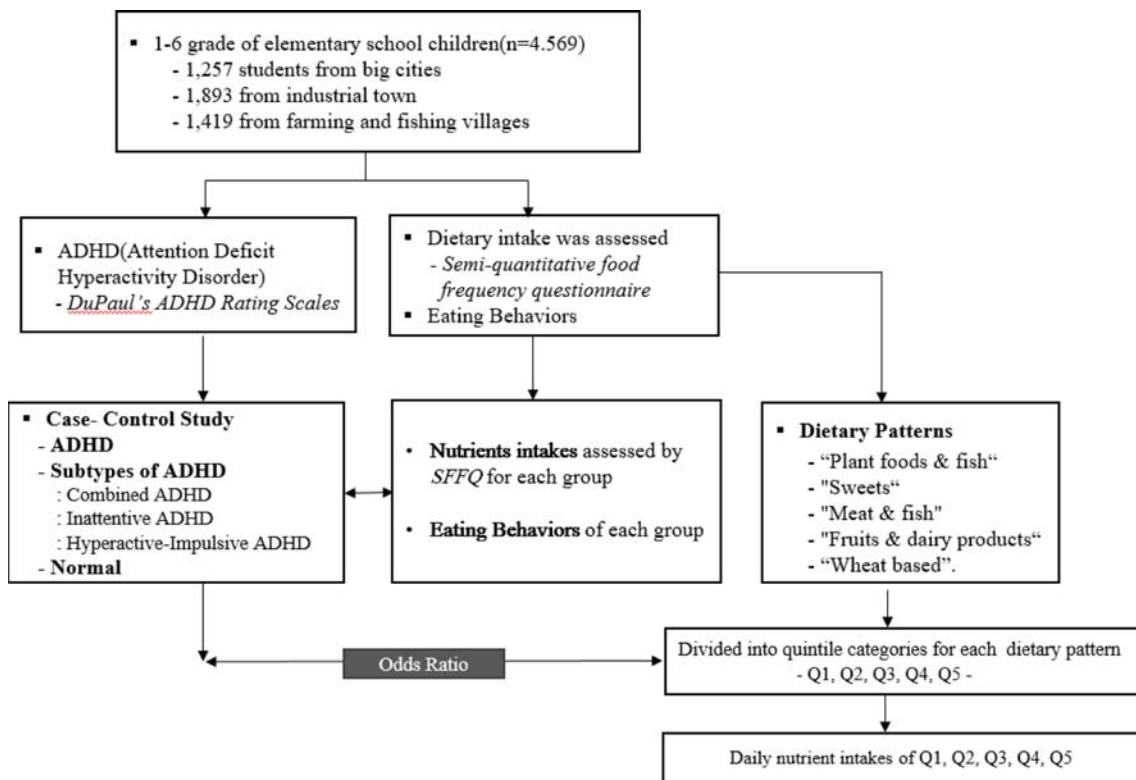 ▪ 1-6 grade of elementary school children(n=4.569)
- 1,257 students from big cities
- 1,893 from industrial town
- 1,419 from farming and fishing villages
▪ ADHD(Attention Deficit
Hyperactivity Disorder)
- DuPaul's ADHD Rating Scales
▪ Dietary intake was assessed
- Semi-quantitative food
frequency questionnaire
▪ Eating Behaviors
▪ Case- Control Study
- ADHD
- Subtypes of ADHD
: Combined ADHD
: Inattentive ADHD
: Hyperactive-Impulsive ADHD
- Normal
• Nutrients intakes assessed by
SFFQ for each group
• Eating Behaviors of each group
▪ Dietary Patterns
- “Plant foods & fish“
- "Sweets“
- "Meat & fish"
- "Fruits & dairy products“
- “Wheat based”.
Odds Ratio
Divided into quintile categories for each dietary pattern
- Q1, Q2, Q3, Q4, Q5 -
Daily nutrient intakes of Q1, Q2, Q3, Q4, Q5